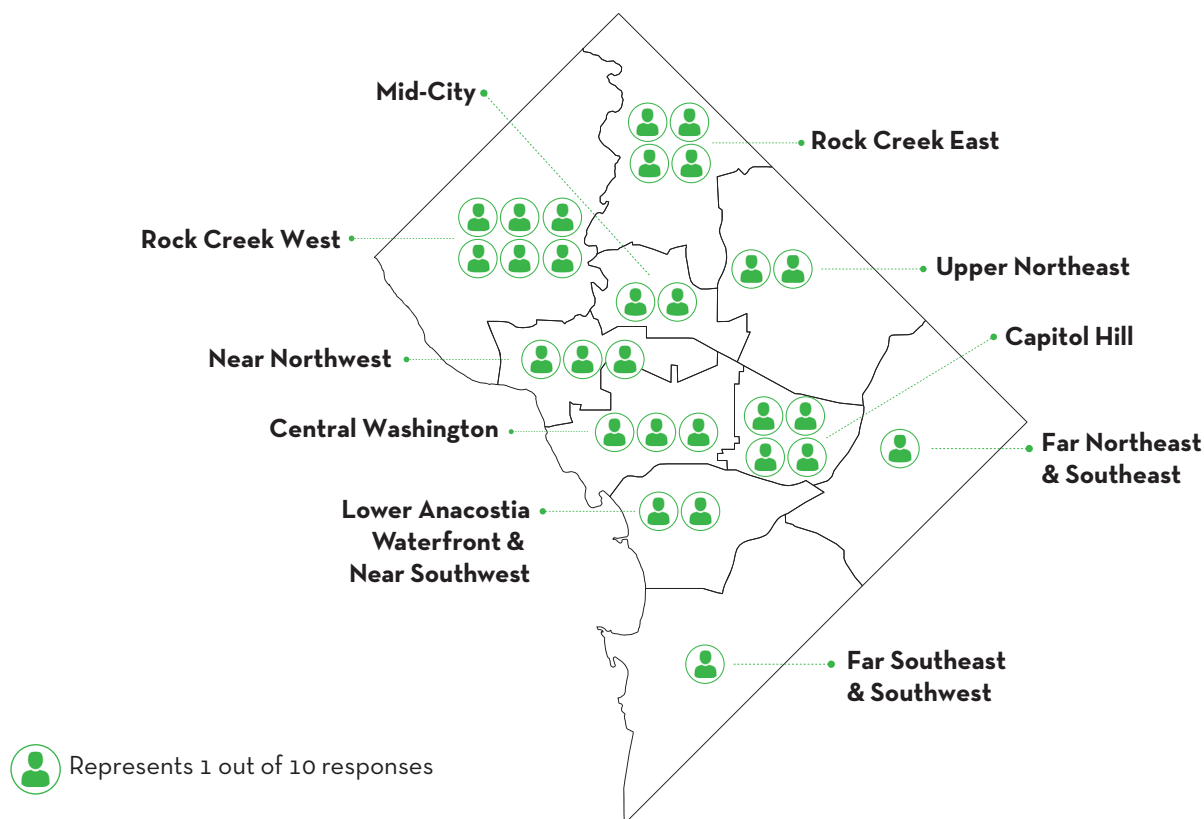 Mid-City
Rock Creek East
Rock Creek West
Upper Northeast
Capitol Hill
Near Northwest
Central Washington
Far Northeast
& Southeast
Lower Anacostia
Waterfront &
Near Southwest
Far Southeast
& Southwest
Represents 1 out of 10 responses